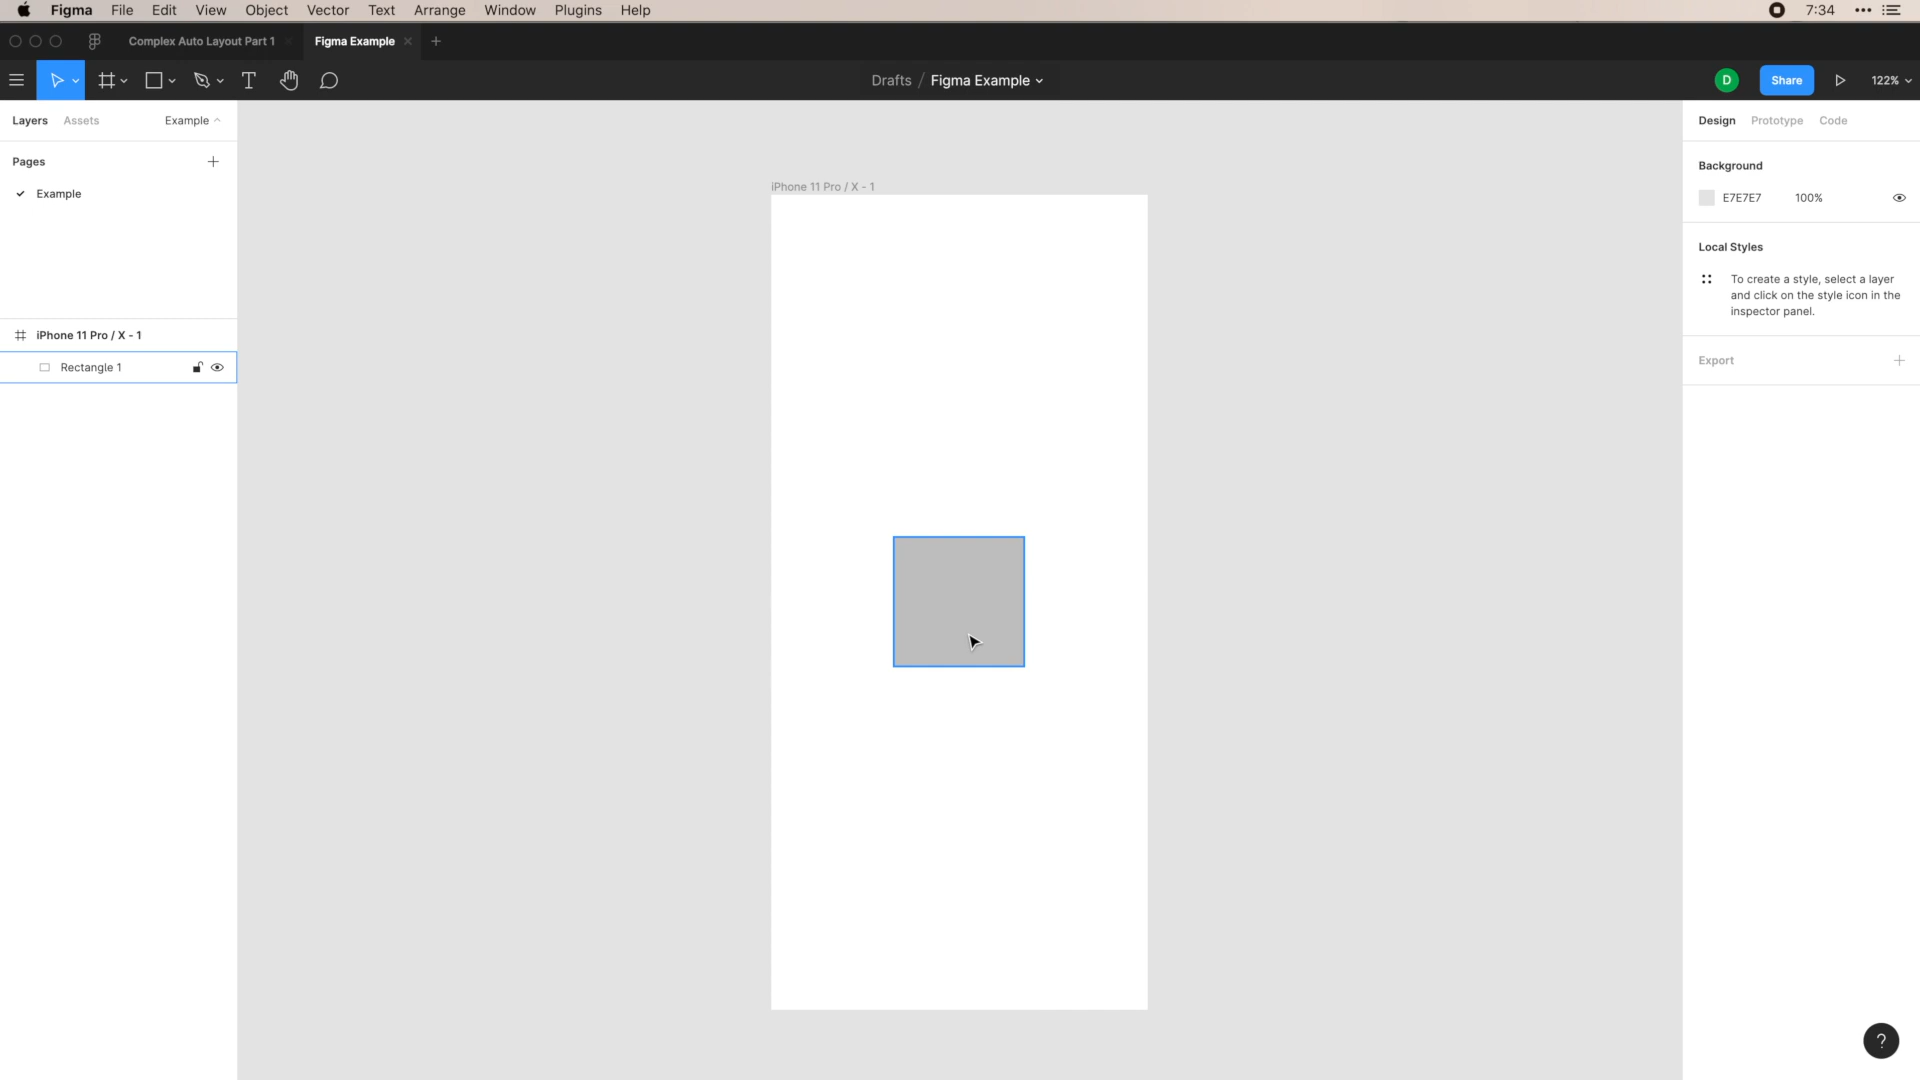 Figma File Edit View Object Vector Text Arrange Window Plugins Help 7:34
Complex Auto Layout Part 1 Figma Example
Drafts / Figma Example D Share 122%
Layers Assets Example
Pages
Example
iPhone 11 Pro / X - 1
Rectangle 1
iPhone 11 Pro / X - 1
Design Prototype Code
Background
E7E7E7 100%
Local Styles
To create a style, select a layer
and click on the style icon in the
inspector panel.
Export
?